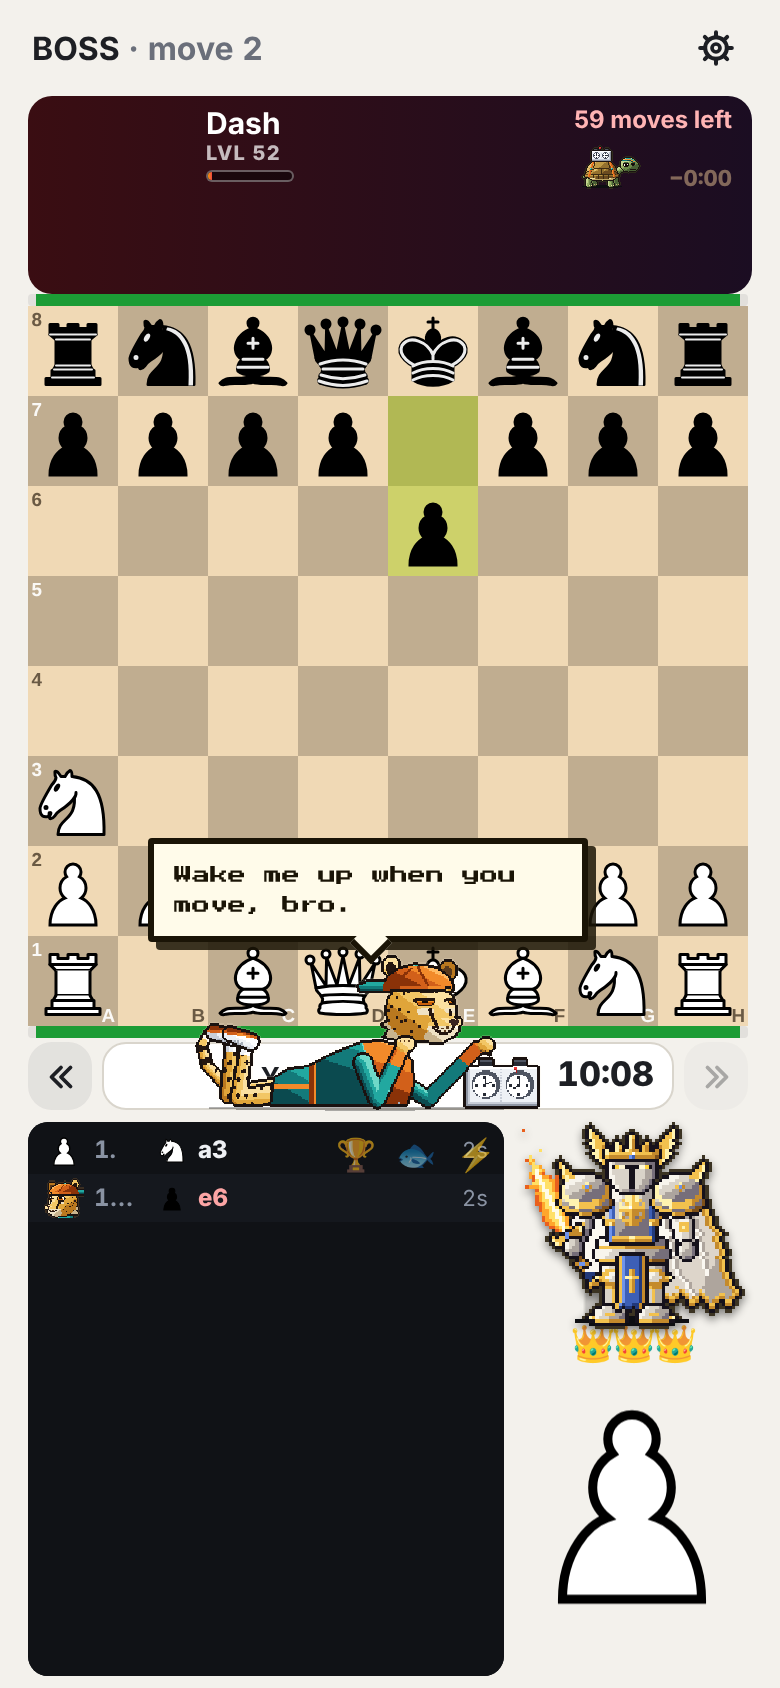 BOSS · move 2
Dash
59 moves left
LVL 52
−0:00
8
7
6
5
4
3
2
1
Wake me up when you
move, bro.
A B C D E F G H
10:08
1. a3 2s
1... e6 2s